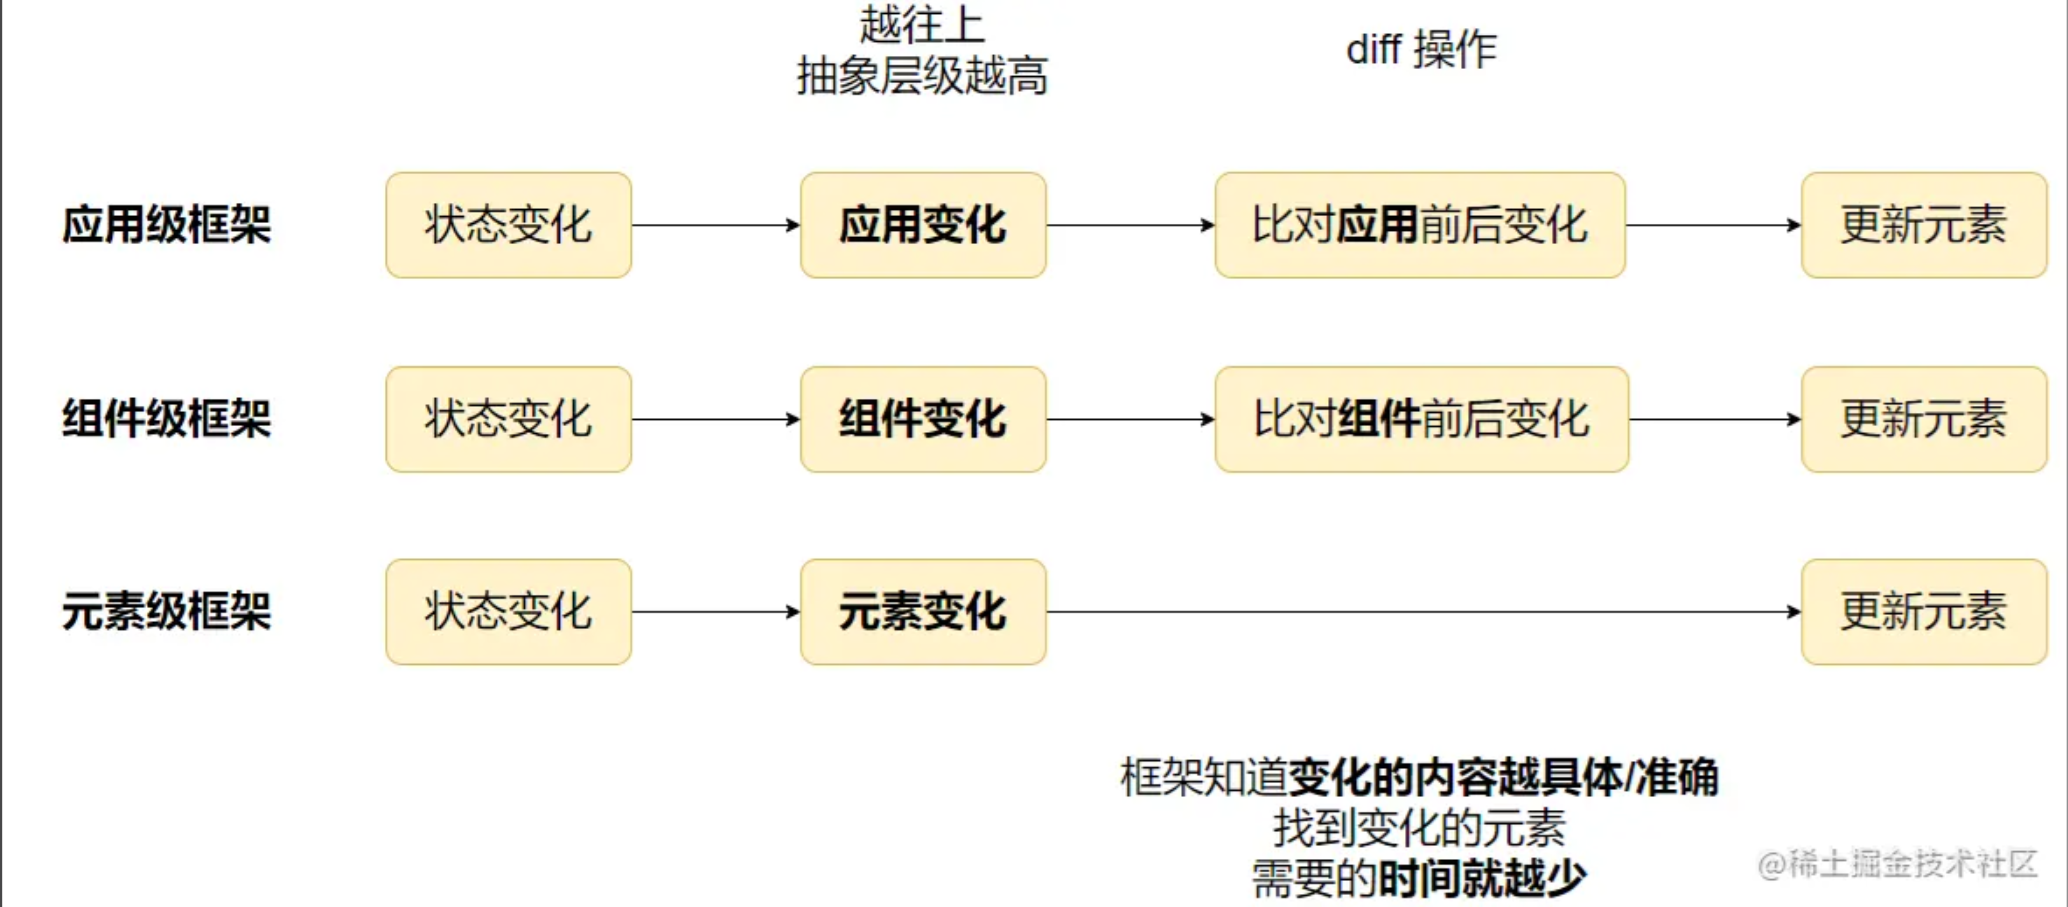 越往上
抽象层级越高
diff 操作
应用级框架
状态变化
应用变化
比对应用前后变化
更新元素
组件级框架
状态变化
组件变化
比对组件前后变化
更新元素
元素级框架
状态变化
元素变化
更新元素
框架知道变化的内容越具体/准确
找到变化的元素
需要的时间就越少
@稀土掘金技术社区